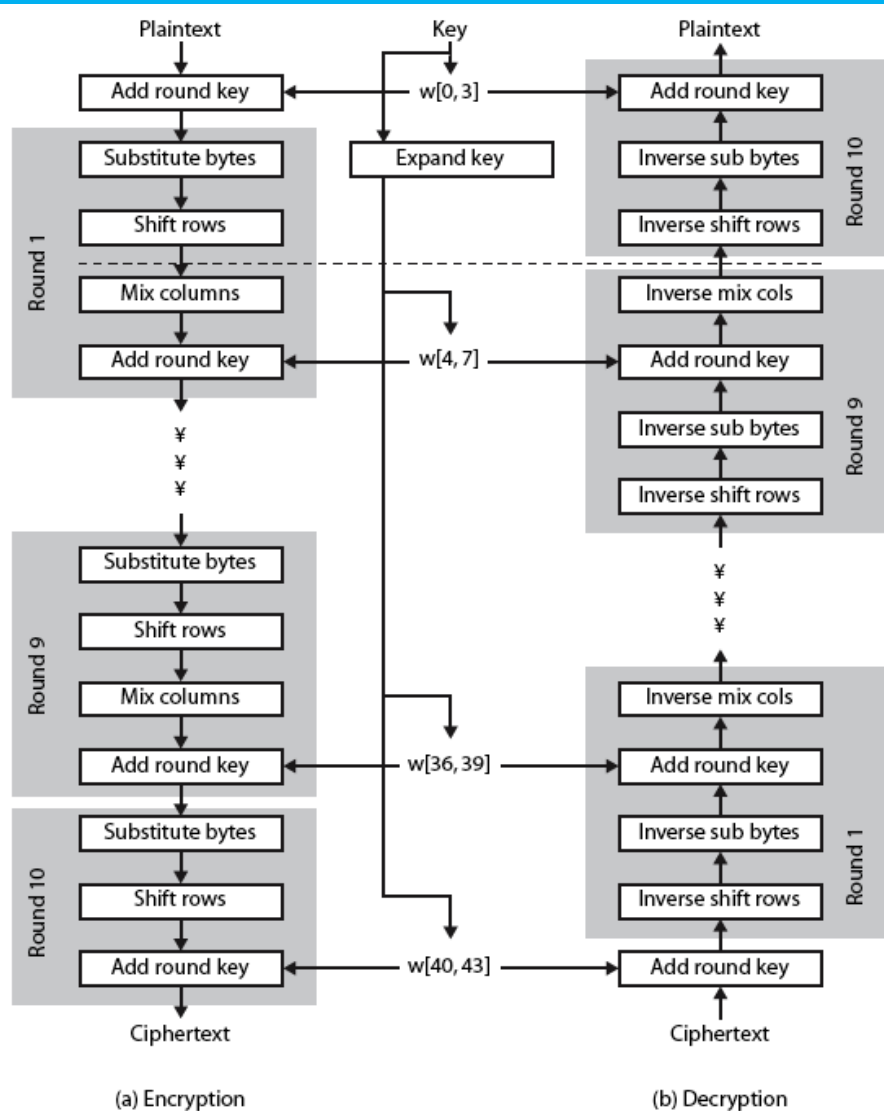 Plaintext
Key
Plaintext
Add round key
w[0, 3]
Add round key
Substitute bytes
Expand key
Inverse sub bytes
Shift rows
Inverse shift rows
Round 1
Round 10
Mix columns
Inverse mix cols
Add round key
w[4, 7]
Add round key
¥
¥
¥
Inverse sub bytes
Round 9
Inverse shift rows
Substitute bytes
¥
¥
¥
Shift rows
Round 9
Mix columns
Inverse mix cols
Add round key
w[36, 39]
Add round key
Substitute bytes
Inverse sub bytes
Round 10
Round 1
Shift rows
Inverse shift rows
Add round key
w[40, 43]
Add round key
Ciphertext
Ciphertext
(a) Encryption
(b) Decryption